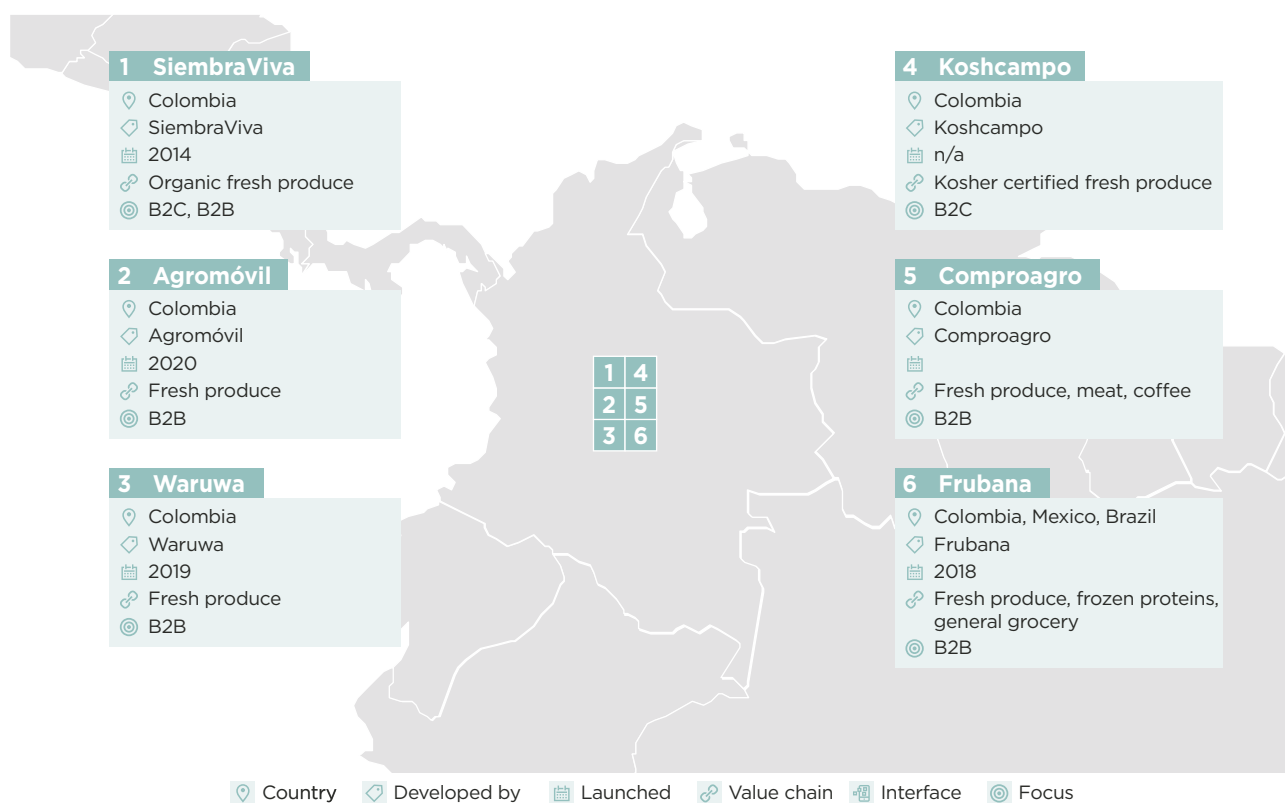 1 SiembraViva
Colombia
SiembraViva
2014
Organic fresh produce
B2C, B2B
2 Agromóvil
Colombia
Agromóvil
2020
Fresh produce
B2B
3 Waruwa
Colombia
Waruwa
2019
Fresh produce
B2B
1 4
2 5
3 6
4 Koshcampo
Colombia
Koshcampo
n/a
Kosher certified fresh produce
B2C
5 Comproagro
Colombia
Comproagro
Fresh produce, meat, coffee
B2B
6 Frubana
Colombia, Mexico, Brazil
Frubana
2018
Fresh produce, frozen proteins,
general grocery
B2B
Country Developed by Launched Value chain Interface Focus